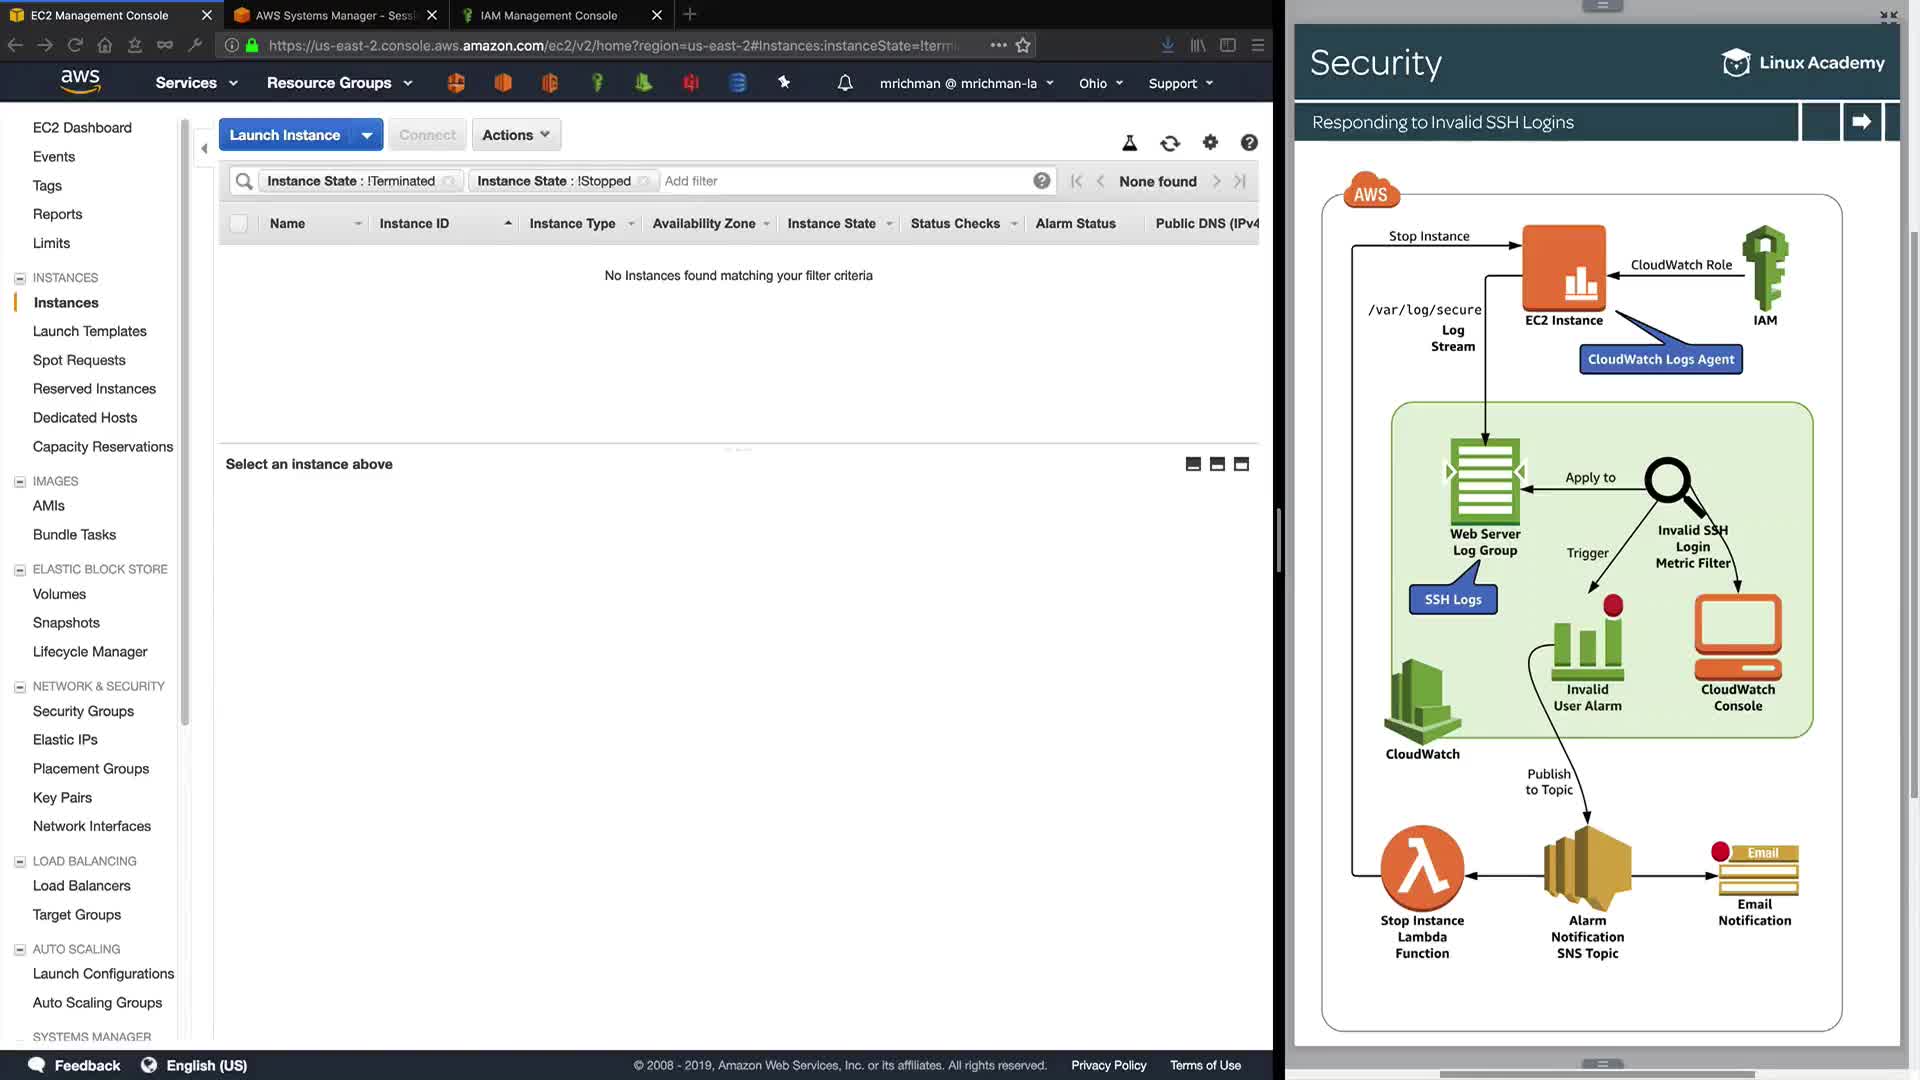 EC2 Management Console
AWS Systems Manager - Sessi
IAM Management Console
https://us-east-2.console.aws.amazon.com/ec2/v2/home?region=us-east-2#Instances:instanceState=!termi
aws
Services
Resource Groups
mrichman @ mrichman-la
Ohio
Support
EC2 Dashboard
Events
Tags
Reports
Limits
INSTANCES
Instances
Launch Templates
Spot Requests
Reserved Instances
Dedicated Hosts
Capacity Reservations
IMAGES
AMIs
Bundle Tasks
ELASTIC BLOCK STORE
Volumes
Snapshots
Lifecycle Manager
NETWORK & SECURITY
Security Groups
Elastic IPs
Placement Groups
Key Pairs
Network Interfaces
LOAD BALANCING
Load Balancers
Target Groups
AUTO SCALING
Launch Configurations
Auto Scaling Groups
SYSTEMS MANAGER
Launch Instance
Connect
Actions
Instance State : !Terminated
Instance State : !Stopped
Add filter
None found
Name
Instance ID
Instance Type
Availability Zone
Instance State
Status Checks
Alarm Status
Public DNS (IPv4
No Instances found matching your filter criteria
Select an instance above
Feedback
English (US)
© 2008 - 2019, Amazon Web Services, Inc. or its affiliates. All rights reserved.
Privacy Policy
Terms of Use
Security
Linux Academy
Responding to Invalid SSH Logins
AWS
Stop Instance
CloudWatch Role
/var/log/secure
Log
Stream
EC2 Instance
IAM
CloudWatch Logs Agent
Apply to
Web Server
Log Group
Invalid SSH
Login
Metric Filter
Trigger
SSH Logs
Invalid
User Alarm
CloudWatch
Console
CloudWatch
Publish
to Topic
Email
Stop Instance
Lambda
Function
Alarm
Notification
SNS Topic
Email
Notification